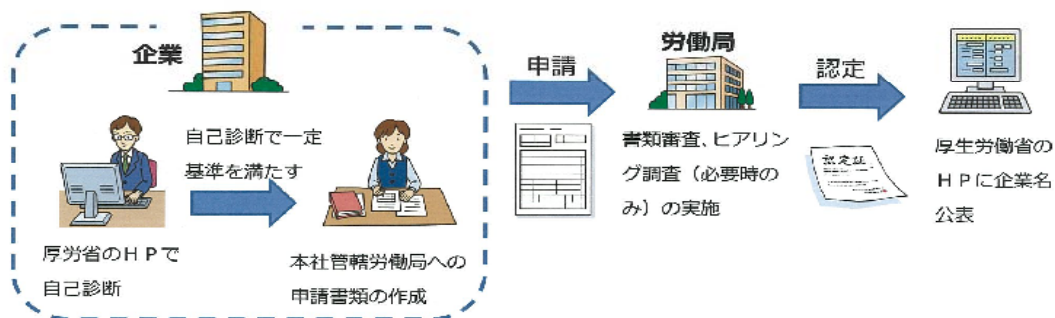 企業
自己診断で一定
基準を満たす
厚労省のＨＰで
自己診断
本社管轄労働局への
申請書類の作成
申請
労働局
書類審査、ヒアリン
グ調査（必要時の
み）の実施
認定
認定証
厚生労働省の
ＨＰに企業名
公表